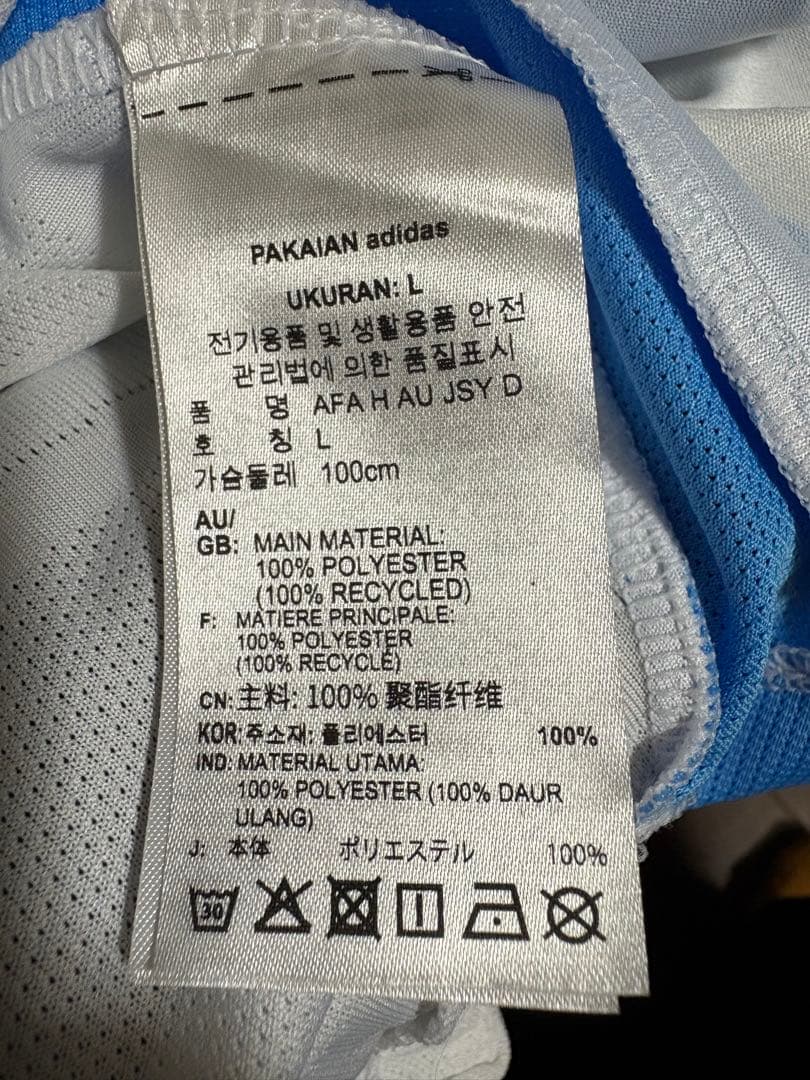 PAKAIAN adidas
UKURAN: L
전기용품 및 생활용품 안전
관리법에 의한 품질표시
품 명 AFA H AU JSY D
호 칭 L
가슴둘레 100cm
AU/
GB: MAIN MATERIAL:
100% POLYESTER
(100% RECYCLED)
F: MATIERE PRINCIPALE:
100% POLYESTER
(100% RECYCLÉ)
CN: 主料: 100% 聚酯纤维
KOR: 주소재: 폴리에스터 100%
IND: MATERIAL UTAMA:
100% POLYESTER (100% DAUR
ULANG)
J: 本体 ポリエステル 100%
30